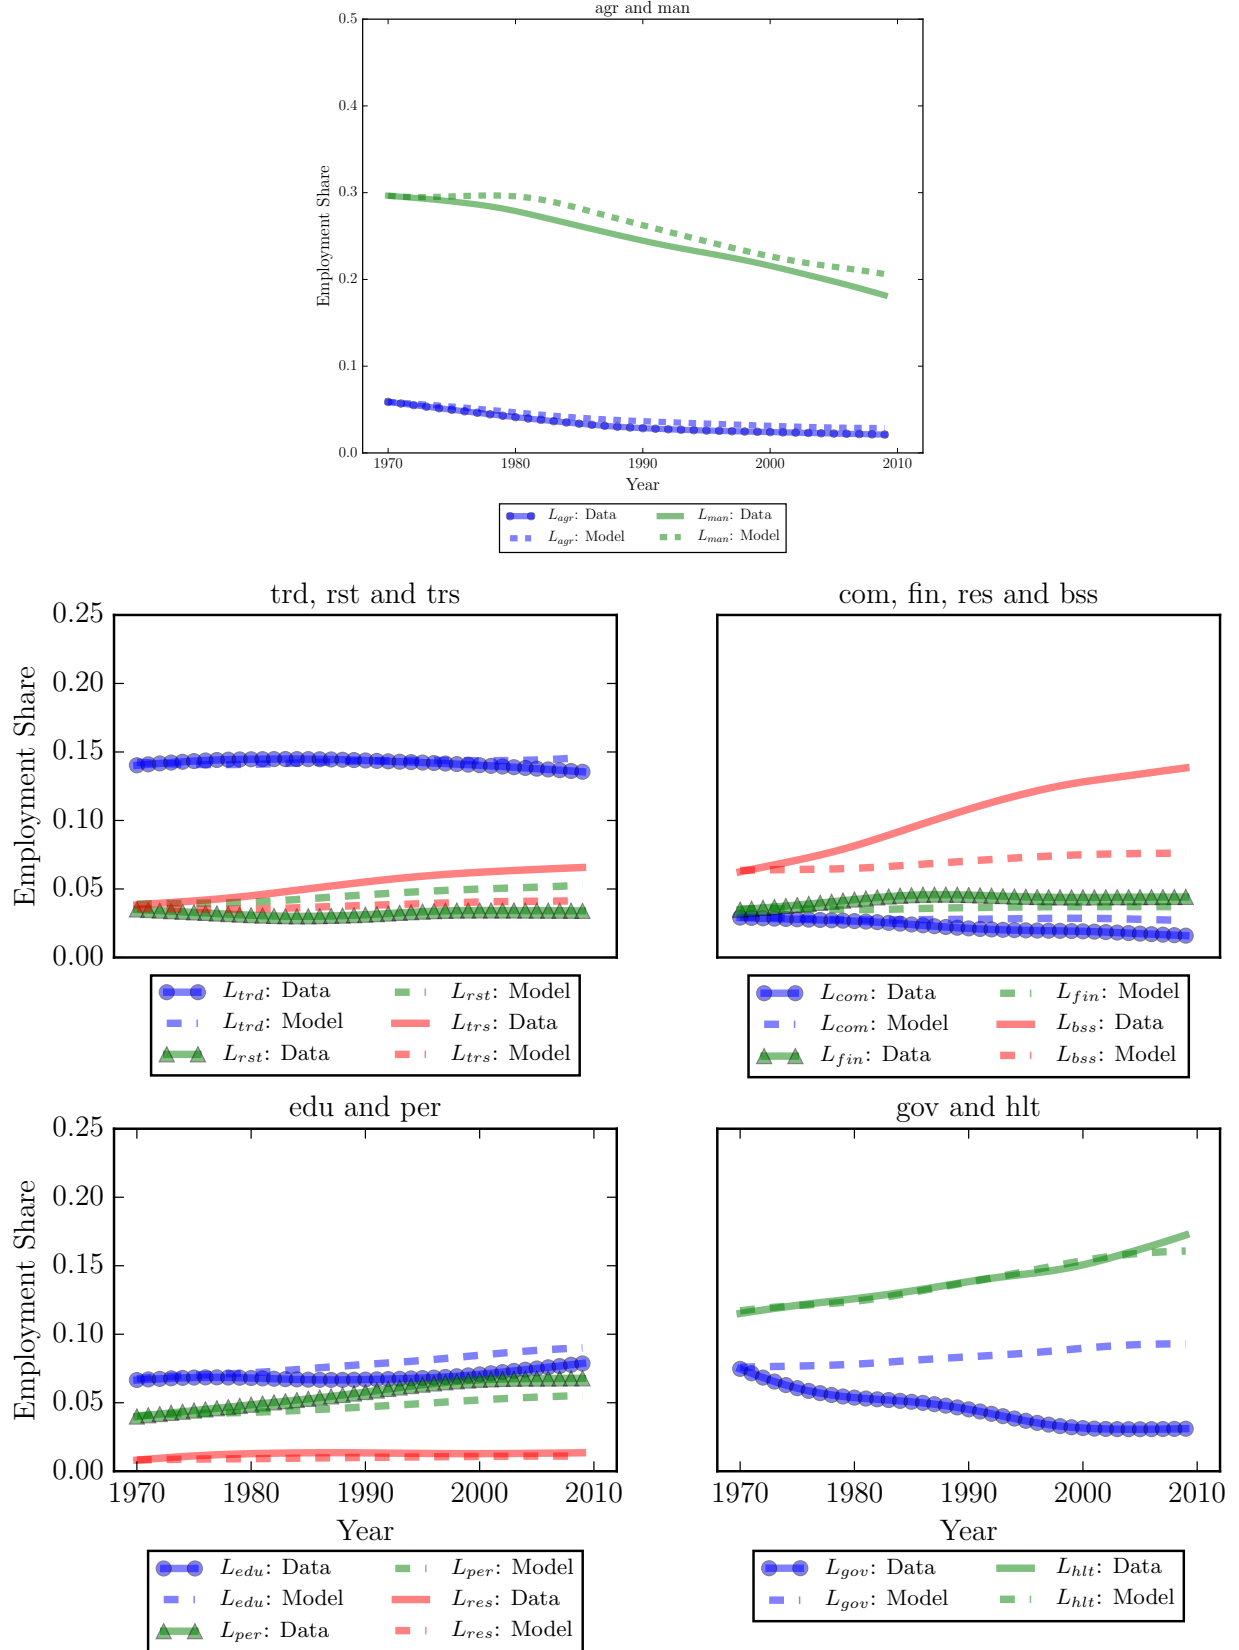 agr and man
0.5
0.4
0.3
0.2
0.1
0.0
Employment Share
1970 1980 1990 2000 2010
Year
L_agr: Data L_man: Data
L_agr: Model L_man: Model
trd, rst and trs
0.25
0.20
0.15
0.10
0.05
0.00
Employment Share
L_trd: Data L_rst: Model
L_trd: Model L_trs: Data
L_rst: Data L_trs: Model
com, fin, res and bss
L_com: Data L_fin: Model
L_com: Model L_bss: Data
L_fin: Data L_bss: Model
edu and per
0.25
0.20
0.15
0.10
0.05
0.00
Employment Share
1970 1980 1990 2000 2010
Year
L_edu: Data L_per: Model
L_edu: Model L_res: Data
L_per: Data L_res: Model
gov and hlt
1970 1980 1990 2000 2010
Year
L_gov: Data L_hlt: Data
L_gov: Model L_hlt: Model